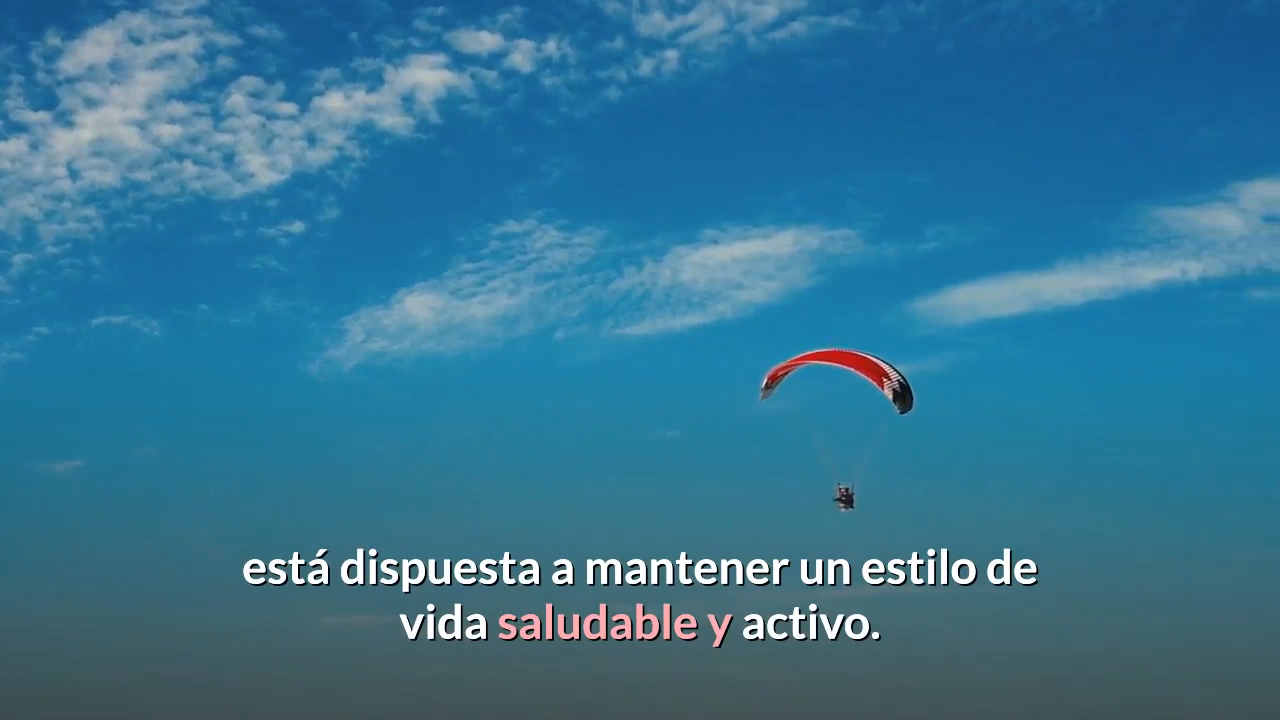 está dispuesta a mantener un estilo de
vida saludable y activo.